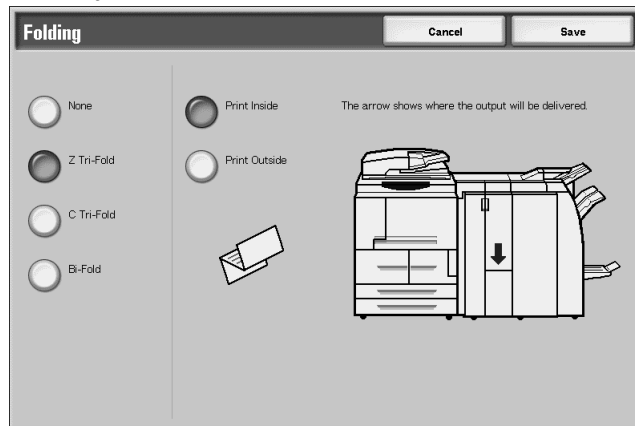 Folding
Cancel
Save
None
Z Tri-Fold
C Tri-Fold
Bi-Fold
Print Inside
Print Outside
The arrow shows where the output will be delivered.